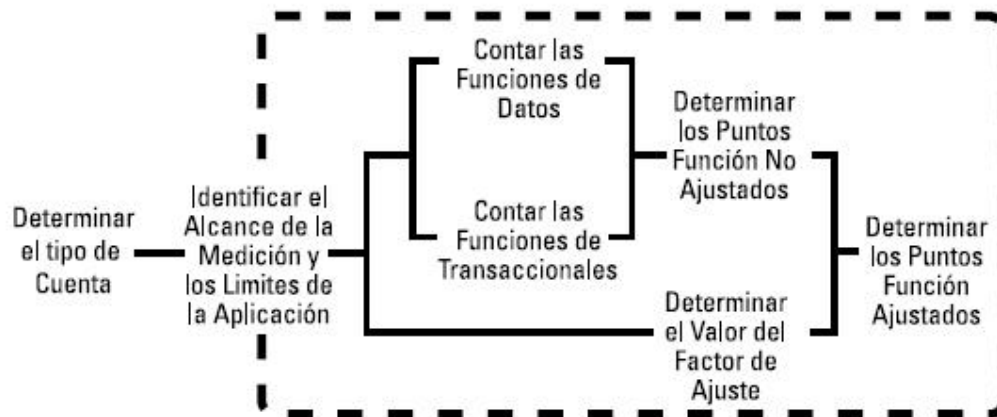 Determinar
el tipo de
Cuenta
Identificar el
Alcance de la
Medición y
los Limites de
la Aplicación
Contar las
Funciones de
Datos
Contar las
Funciones de
Transaccionales
Determinar
los Puntos
Función No
Ajustados
Determinar
el Valor del
Factor de
Ajuste
Determinar
los Puntos
Función
Ajustados